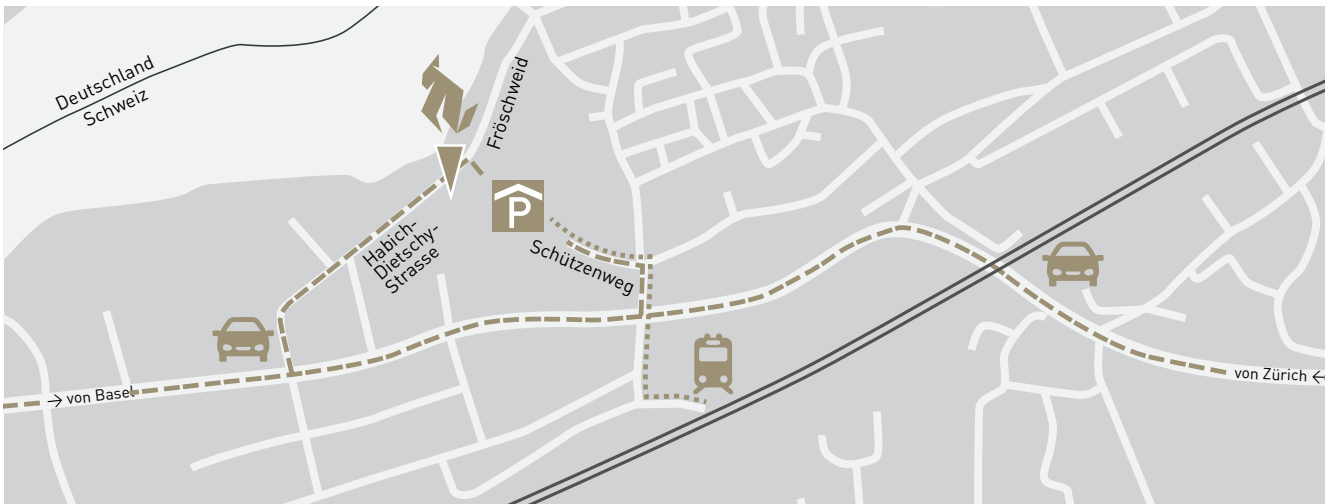 Deutschland
Schweiz
Fröschweid
P
Habich-
Dietschy-
Strasse
Schützenweg
→ von Basel
von Zürich ←